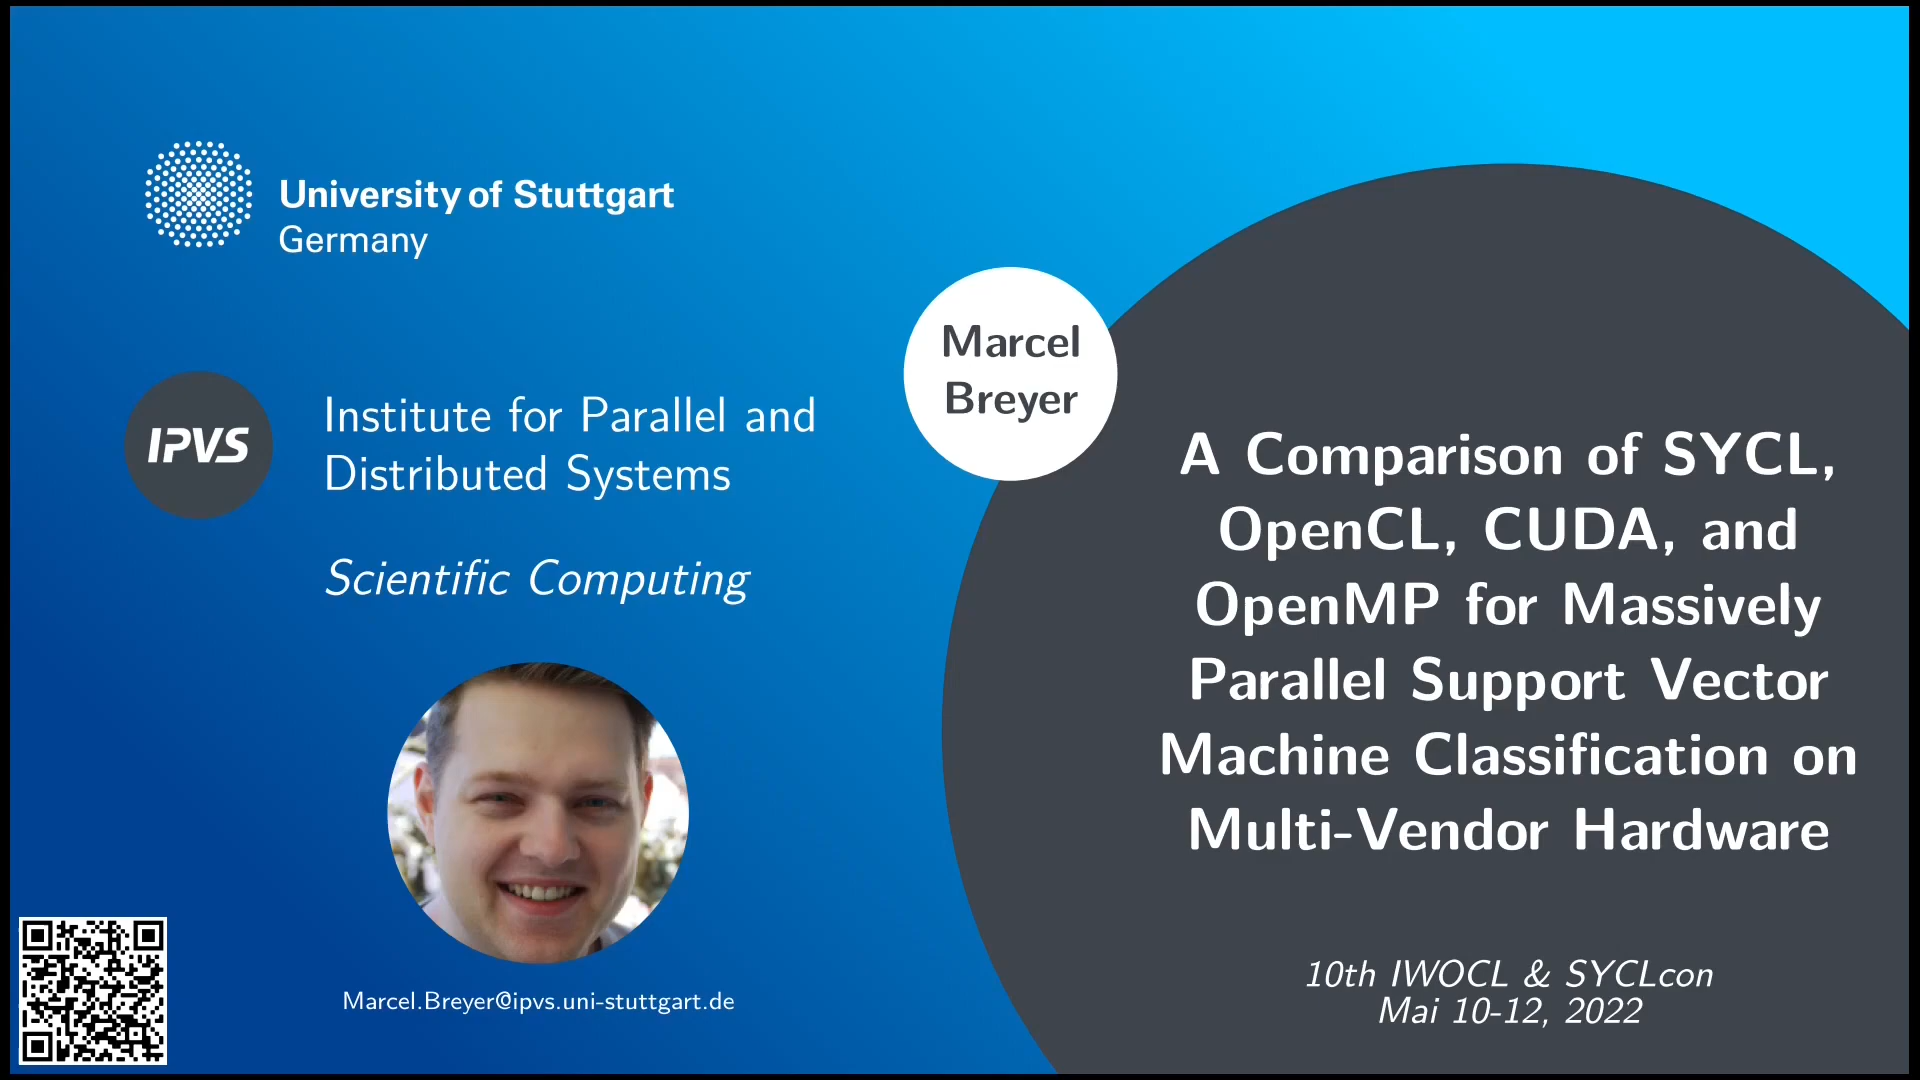 University of Stuttgart
Germany
IPVS
Institute for Parallel and
Distributed Systems
Scientific Computing
Marcel.Breyer@ipvs.uni-stuttgart.de
Marcel
Breyer
A Comparison of SYCL,
OpenCL, CUDA, and
OpenMP for Massively
Parallel Support Vector
Machine Classification on
Multi-Vendor Hardware
10th IWOCL & SYCLcon
Mai 10-12, 2022